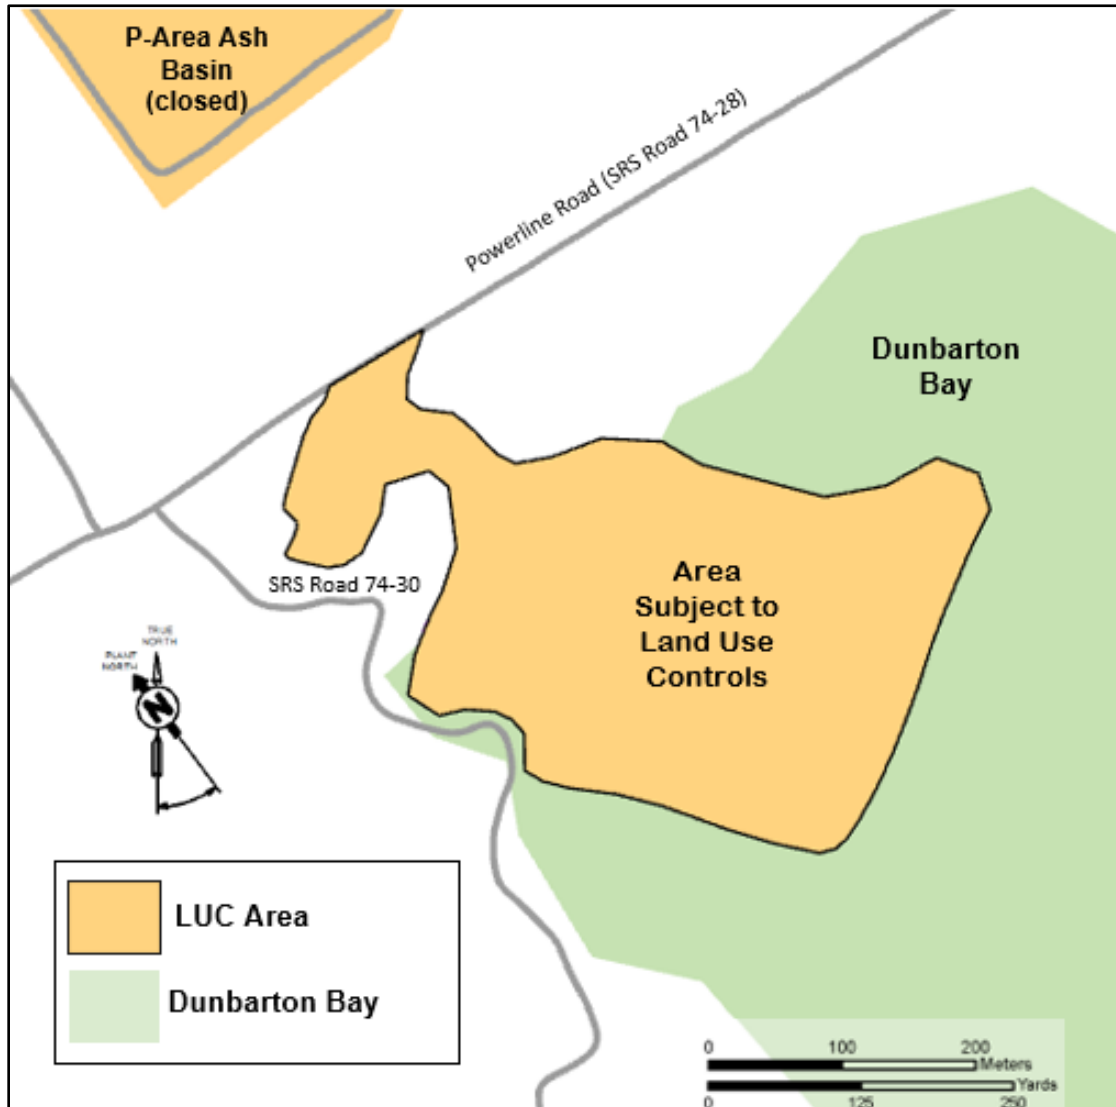 P-Area Ash
Basin
(closed)
Powerline Road (SRS Road 74-28)
Dunbarton
Bay
SRS Road 74-30
Area
Subject to
Land Use
Controls
TRUE
NORTH
PLANT
NORTH
N
LUC Area
Dunbarton Bay
0 100 200
Meters
Yards
0 125 250